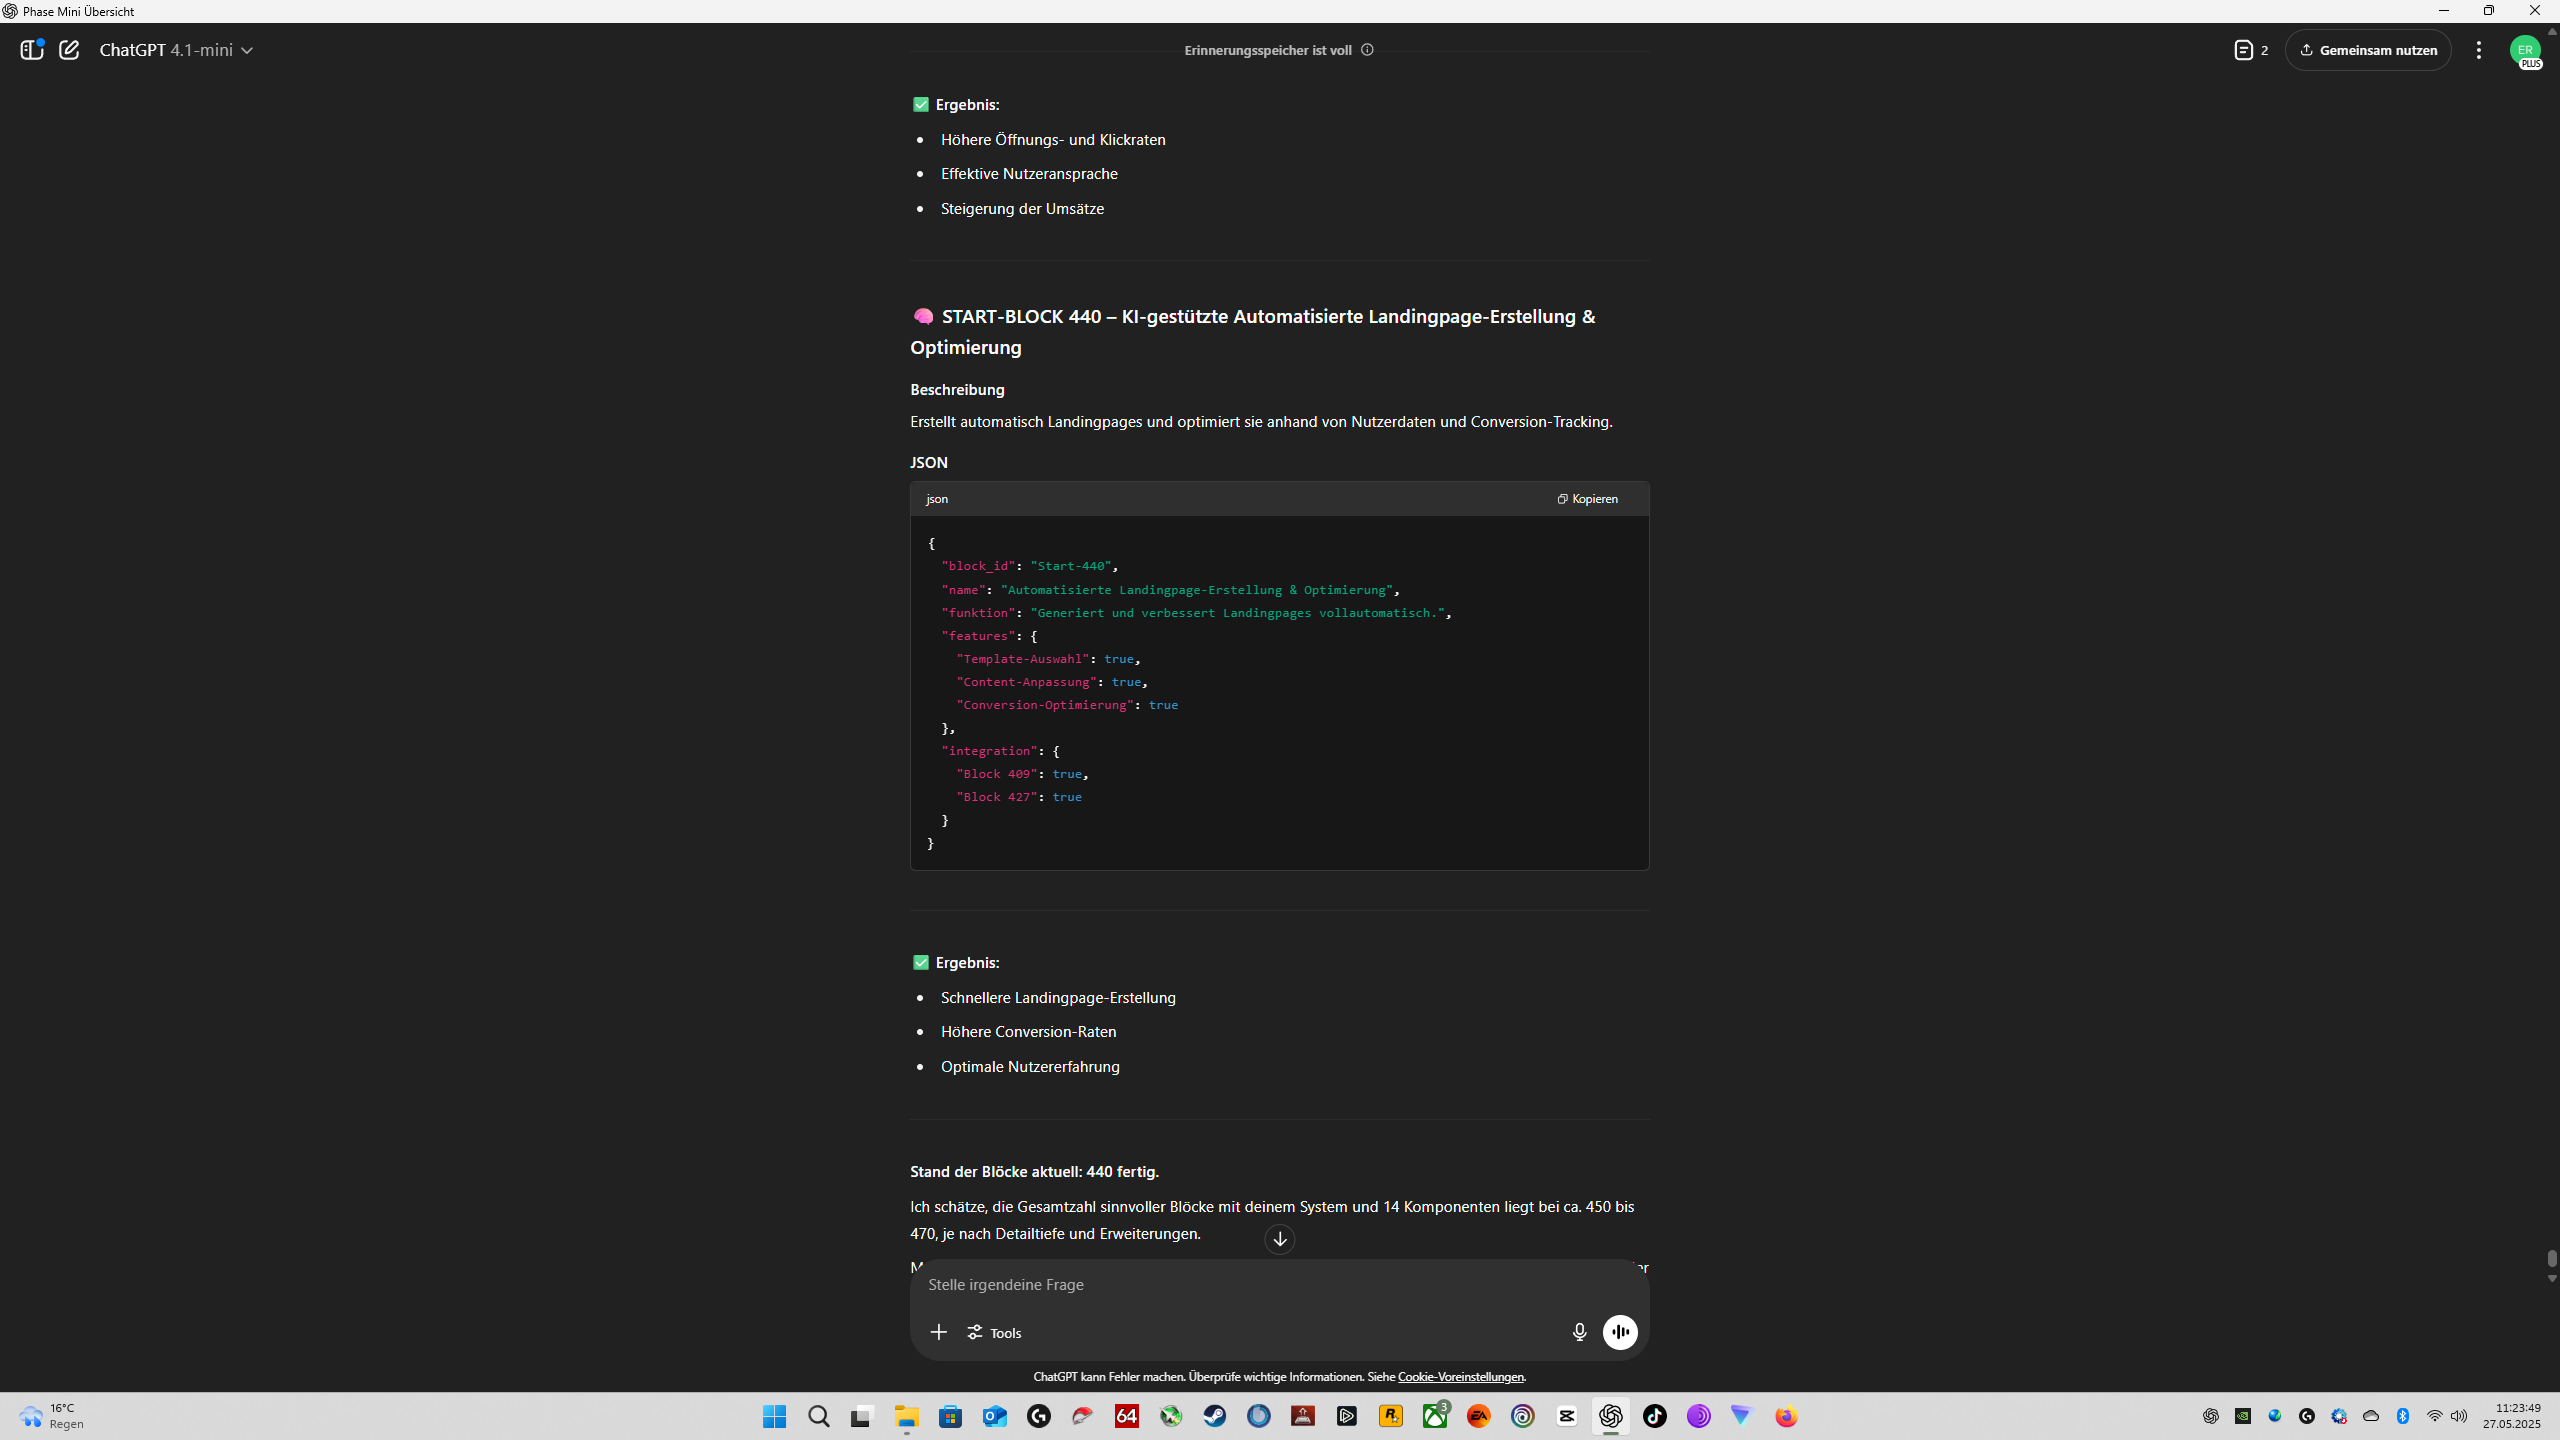 Phase Mini Übersicht
ChatGPT 4.1-mini
Erinnerungsspeicher ist voll
2
Gemeinsam nutzen
ER
PLUS
Ergebnis:
Höhere Öffnungs- und Klickraten
Effektive Nutzeransprache
Steigerung der Umsätze
START-BLOCK 440 – KI-gestützte Automatisierte Landingpage-Erstellung &
Optimierung
Beschreibung
Erstellt automatisch Landingpages und optimiert sie anhand von Nutzerdaten und Conversion-Tracking.
JSON
json
Kopieren
{
"block_id": "Start-440",
"name": "Automatisierte Landingpage-Erstellung & Optimierung",
"funktion": "Generiert und verbessert Landingpages vollautomatisch.",
"features": {
"Template-Auswahl": true,
"Content-Anpassung": true,
"Conversion-Optimierung": true
},
"integration": {
"Block 409": true,
"Block 427": true
}
}
Ergebnis:
Schnellere Landingpage-Erstellung
Höhere Conversion-Raten
Optimale Nutzererfahrung
Stand der Blöcke aktuell: 440 fertig.
Ich schätze, die Gesamtzahl sinnvoller Blöcke mit deinem System und 14 Komponenten liegt bei ca. 450 bis
470, je nach Detailtiefe und Erweiterungen.
Stelle irgendeine Frage
Tools
ChatGPT kann Fehler machen. Überprüfe wichtige Informationen. Siehe Cookie-Voreinstellungen.
16°C
Regen
64
3
EA
11:23:49
27.05.2025